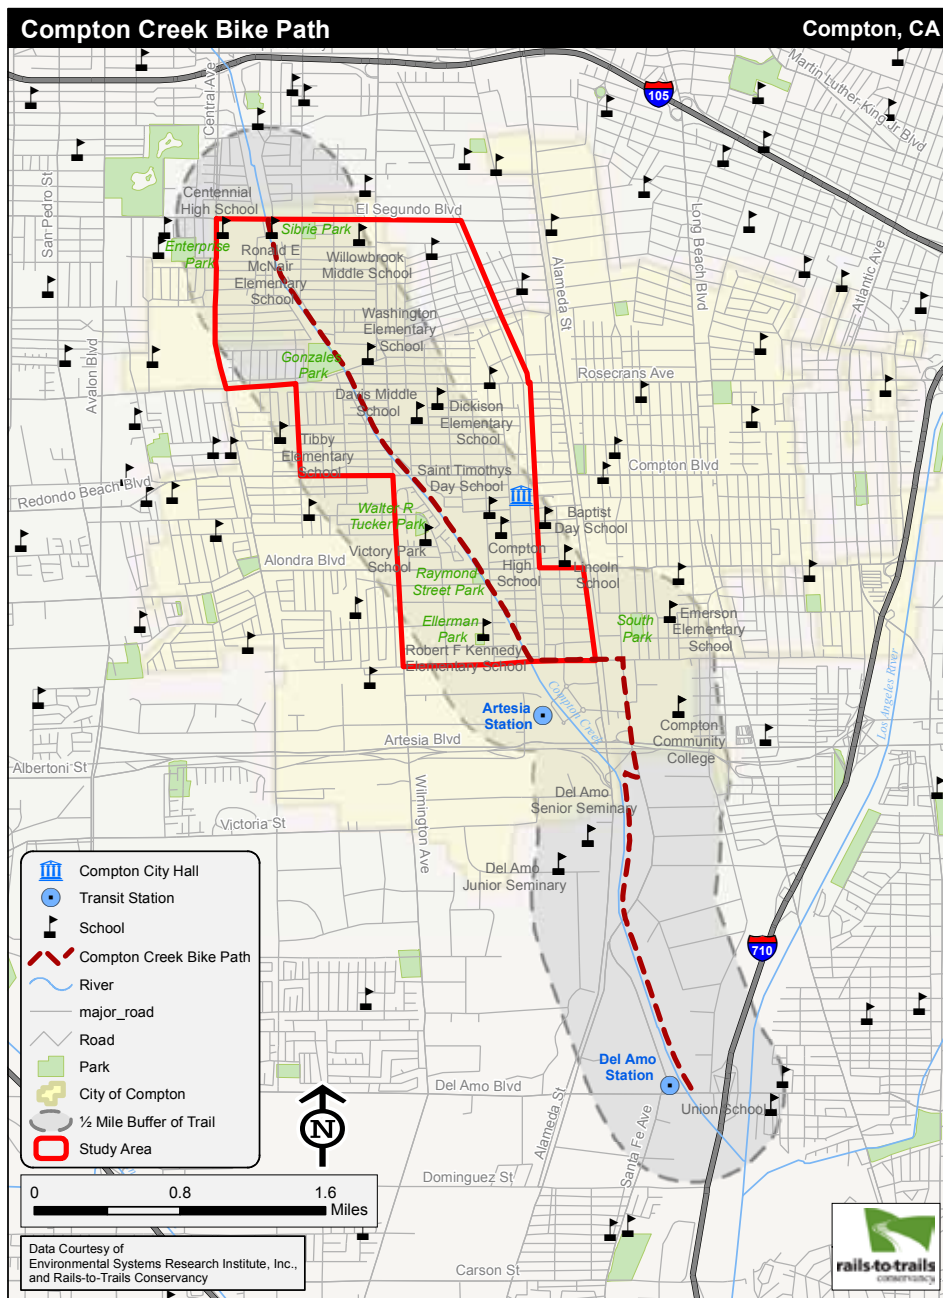 Compton Creek Bike Path
Compton, CA
Central Ave
105
Martin Luther King Jr Blvd
San Pedro St
Centennial
High School
El Segundo Blvd
Sibrie Park
Enterprise
Park
Ronald E
McNair
Elementary
School
Willowbrook
Middle School
Long Beach Blvd
Alameda St
Atlantic Ave
Washington
Elementary
School
Avalon Blvd
Gonzales
Park
Rosecrans Ave
Davis Middle
School
Dickison
Elementary
School
Tibby
Elementary
School
Saint Timothys
Day School
Compton Blvd
Redondo Beach Blvd
Walter R
Tucker Park
Baptist
Day School
Victory Park
School
Compton
High
School
Alondra Blvd
Lincoln
School
Raymond
Street Park
Ellerman
Park
South
Park
Emerson
Elementary
School
Robert F Kennedy
Elementary School
Los Angeles River
Compton Creek
Artesia
Station
Compton
Community
College
Artesia Blvd
Albertoni St
Wilmington Ave
Del Amo
Senior Seminary
Victoria St
Del Amo
Junior Seminary
Compton City Hall
Transit Station
School
Compton Creek Bike Path
River
major_road
Road
Park
City of Compton
½ Mile Buffer of Trail
Study Area
710
Del Amo
Station
Del Amo Blvd
Union School
N
Alameda St
Santa Fe Ave
Dominguez St
0 0.8 1.6
Miles
Data Courtesy of
Environmental Systems Research Institute, Inc.,
and Rails-to-Trails Conservancy
Carson St
rails·to·trails
conservancy